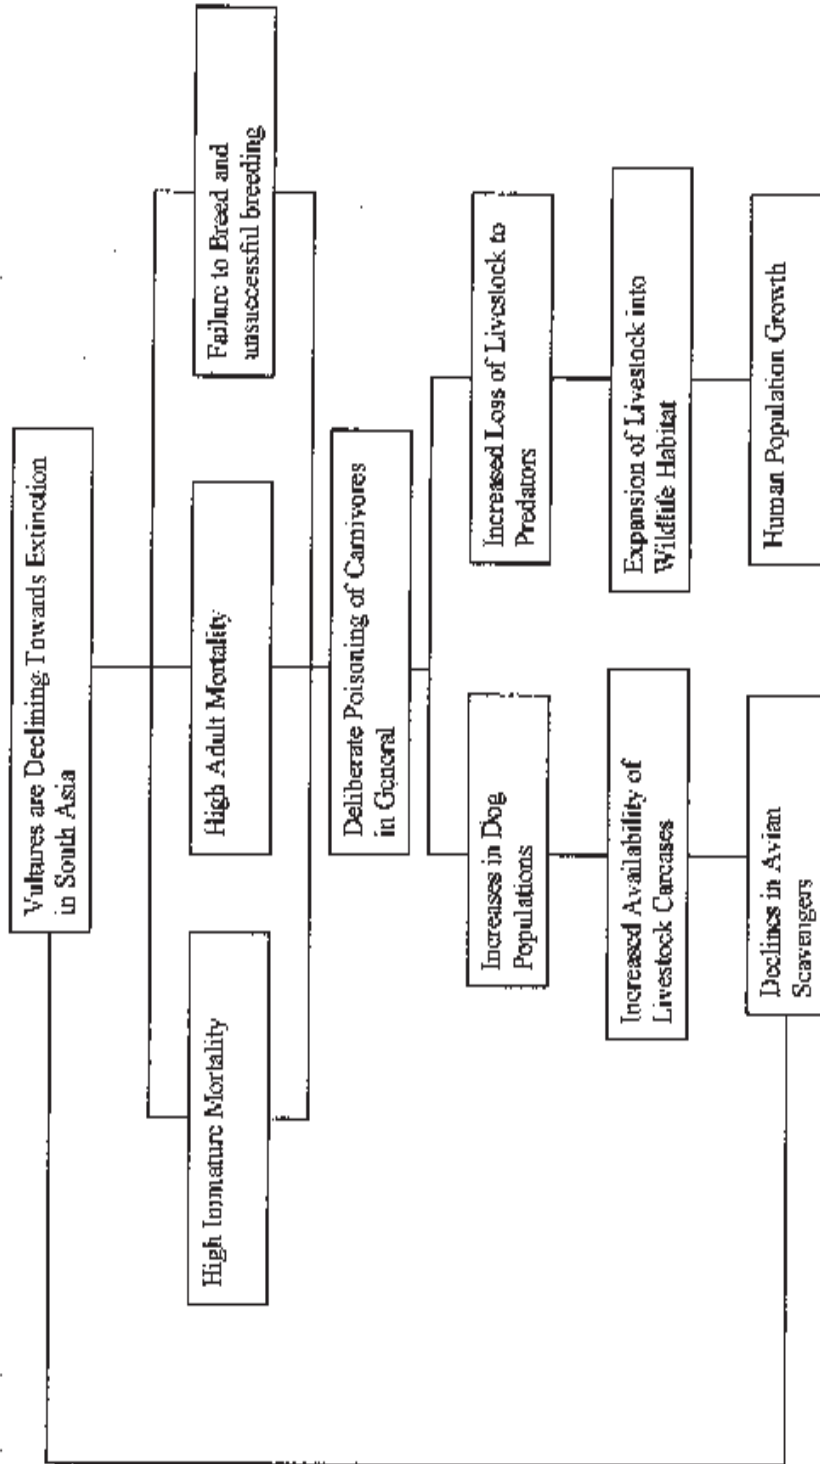 Vultures are Declining Towards Extinction
in South Asia
High Immature Mortality
High Adult Mortality
Failure to Breed and
unsuccessful breeding
Deliberate Poisoning of Carnivores
in General
Increases in Dog
Populations
Increased Loss of Livestock to
Predators
Increased Availability of
Livestock Carcases
Expansion of Livestock into
Wildlife Habitat
Declines in Avian
Scavengers
Human Population Growth